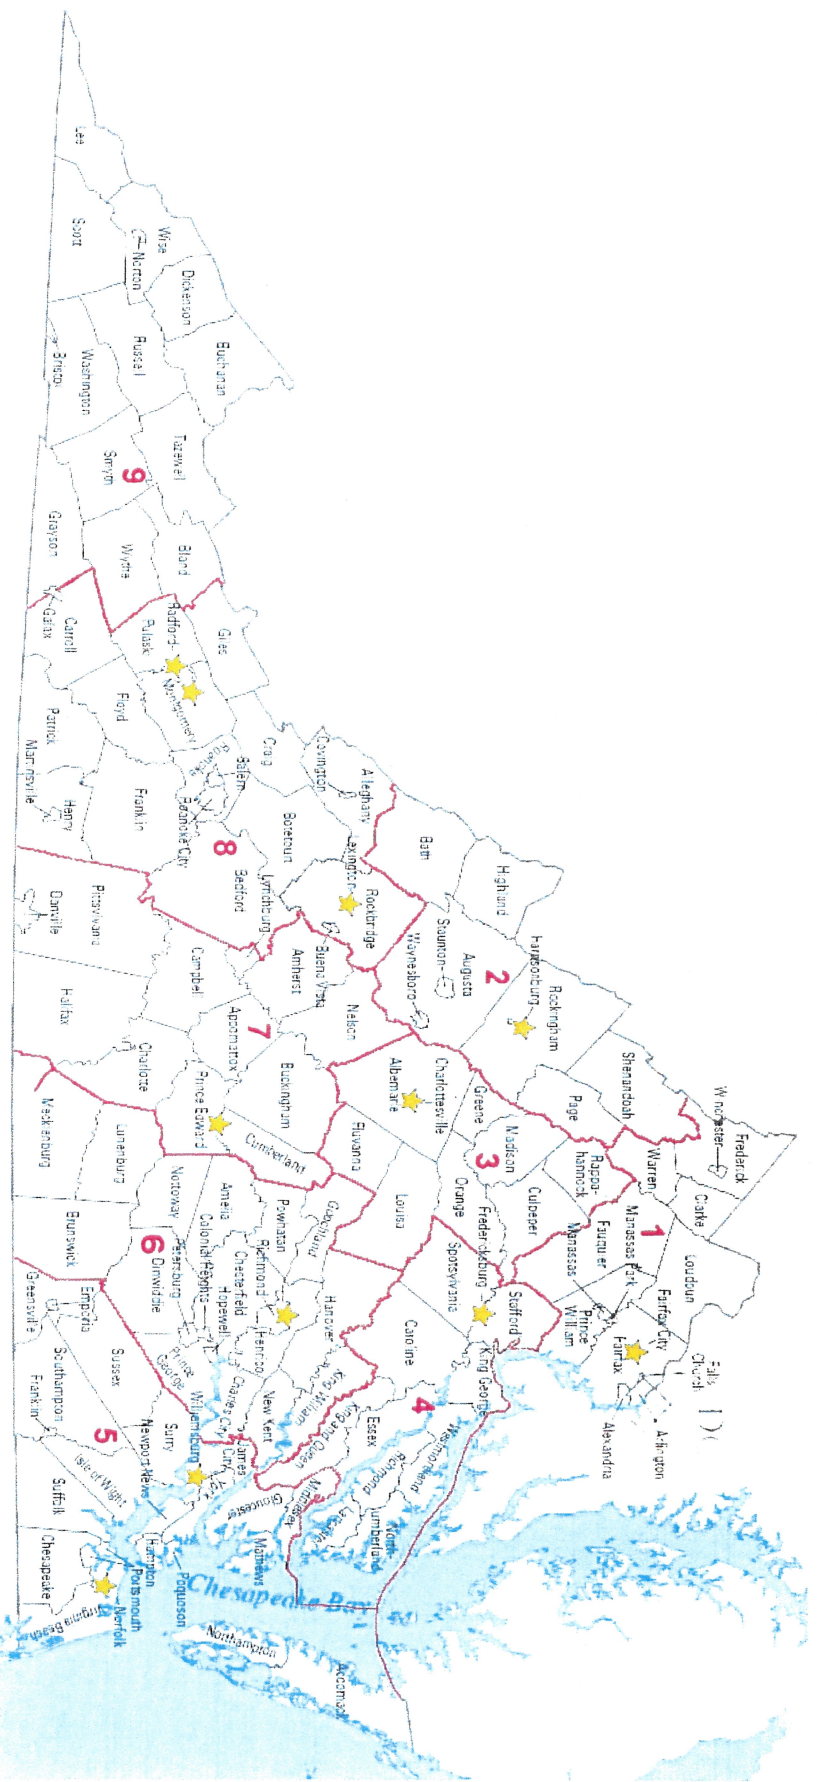 Lee
Scott
Wise
Norton
Dickenson
Buchanan
Russell
Washington
Bristol
Tazewell
Smyth
9
Grayson
Wythe
Bland
Galax
Carroll
Radford
Pulaski
Giles
Montgomery
Floyd
Patrick
Martinsville
Henry
Franklin
Roanoke
Salem
Roanoke City
Craig
Covington
Alleghany
Botetourt
8
Bedford
Lynchburg
Lexington
Rockbridge
Buena Vista
Amherst
Bath
Highland
Staunton
Augusta
Waynesboro
2
Harrisonburg
Rockingham
Shenandoah
Page
Pittsylvania
Danville
Halifax
Campbell
Appomattox
7
Nelson
Charlotte
Prince Edward
Buckingham
Cumberland
Fluvanna
Albemarle
Charlottesville
Greene
Madison
3
Orange
Culpeper
Rappa-
hannock
Louisa
Goochland
Powhatan
Amelia
Nottoway
Lunenburg
Mecklenburg
Brunswick
6
Dinwiddie
Petersburg
Colonial Heights
Chesterfield
Hopewell
Richmond
Henrico
Hanover
Winchester
Frederick
Clarke
Warren
1
Loudoun
Fauquier
Manassas Park
Manassas
Prince
William
Fairfax City
Fairfax
Falls
Church
Arlington
Alexandria
Stafford
Fredericksburg
Spotsylvania
Caroline
King George
4
Westmoreland
Essex
Richmond
North-
umberland
Lancaster
King and Queen
King William
New Kent
Charles City
James
City
Middlesex
Gloucester
Mathews
Williamsburg
Prince
George
Surry
Sussex
Emporia
Greensville
Southampton
Franklin
5
Isle of Wight
Newport News
Suffolk
Chesapeake
Hampton
Poquoson
Portsmouth
Norfolk
Virginia Beach
Chesapeake Bay
Northampton
Accomack